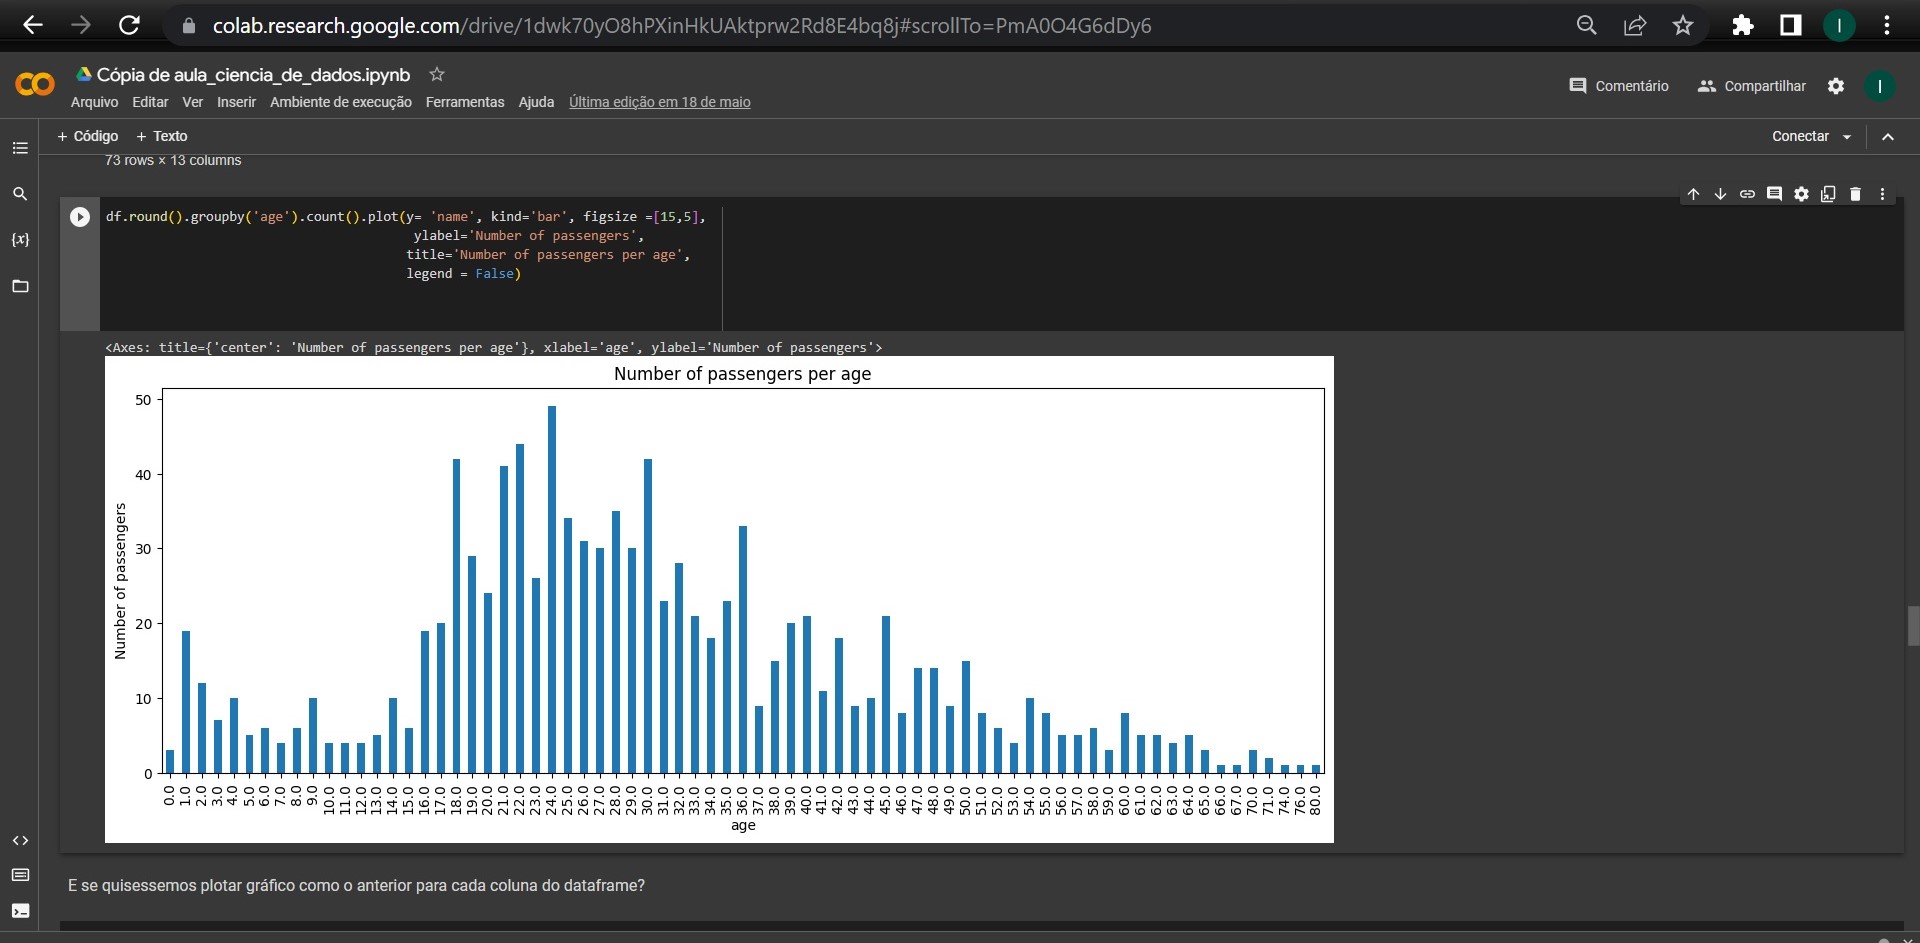 colab.research.google.com/drive/1dwk70yO8hPXinHkUAktprw2Rd8E4bq8j#scrollTo=PmA0O4G6dDy6
I
Cópia de aula_ciencia_de_dados.ipynb
Arquivo Editar Ver Inserir Ambiente de execução Ferramentas Ajuda Última edição em 18 de maio
Comentário Compartilhar I
+ Código + Texto Conectar
73 rows × 13 columns
{x}
df.round().groupby('age').count().plot(y= 'name', kind='bar', figsize =[15,5],
ylabel='Number of passengers',
title='Number of passengers per age',
legend = False)
<Axes: title={'center': 'Number of passengers per age'}, xlabel='age', ylabel='Number of passengers'>
Number of passengers per age
Number of passengers
50
40
30
20
10
0
0.0 1.0 2.0 3.0 4.0 5.0 6.0 7.0 8.0 9.0 10.0 11.0 12.0 13.0 14.0 15.0 16.0 17.0 18.0 19.0 20.0 21.0 22.0 23.0 24.0 25.0 26.0 27.0 28.0 29.0 30.0 31.0 32.0 33.0 34.0 35.0 36.0 37.0 38.0 39.0 40.0 41.0 42.0 43.0 44.0 45.0 46.0 47.0 48.0 49.0 50.0 51.0 52.0 53.0 54.0 55.0 56.0 57.0 58.0 59.0 60.0 61.0 62.0 63.0 64.0 65.0 66.0 67.0 70.0 71.0 74.0 76.0 80.0
age
E se quisessemos plotar gráfico como o anterior para cada coluna do dataframe?